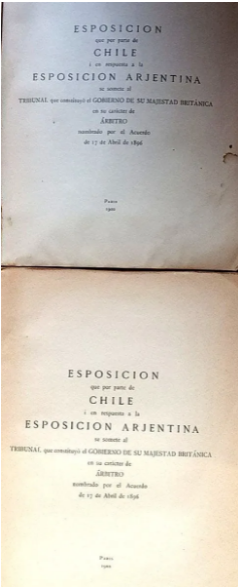 ESPOSICION
que por parte de
CHILE
i en respuesta a la
ESPOSICION ARJENTINA
se somete al
TRIBUNAL que constituyó el GOBIERNO DE SU MAJESTAD BRITÁNICA
en su carácter de
ÁRBITRO
nombrado por el Acuerdo
de 17 de Abril de 1896
Paris
ESPOSICION
que por parte de
CHILE
i en respuesta a la
ESPOSICION ARJENTINA
se somete al
TRIBUNAL que constituyó el GOBIERNO DE SU MAJESTAD BRITÁNICA
en su carácter de
ÁRBITRO
nombrado por el Acuerdo
de 17 de Abril de 1896
Paris